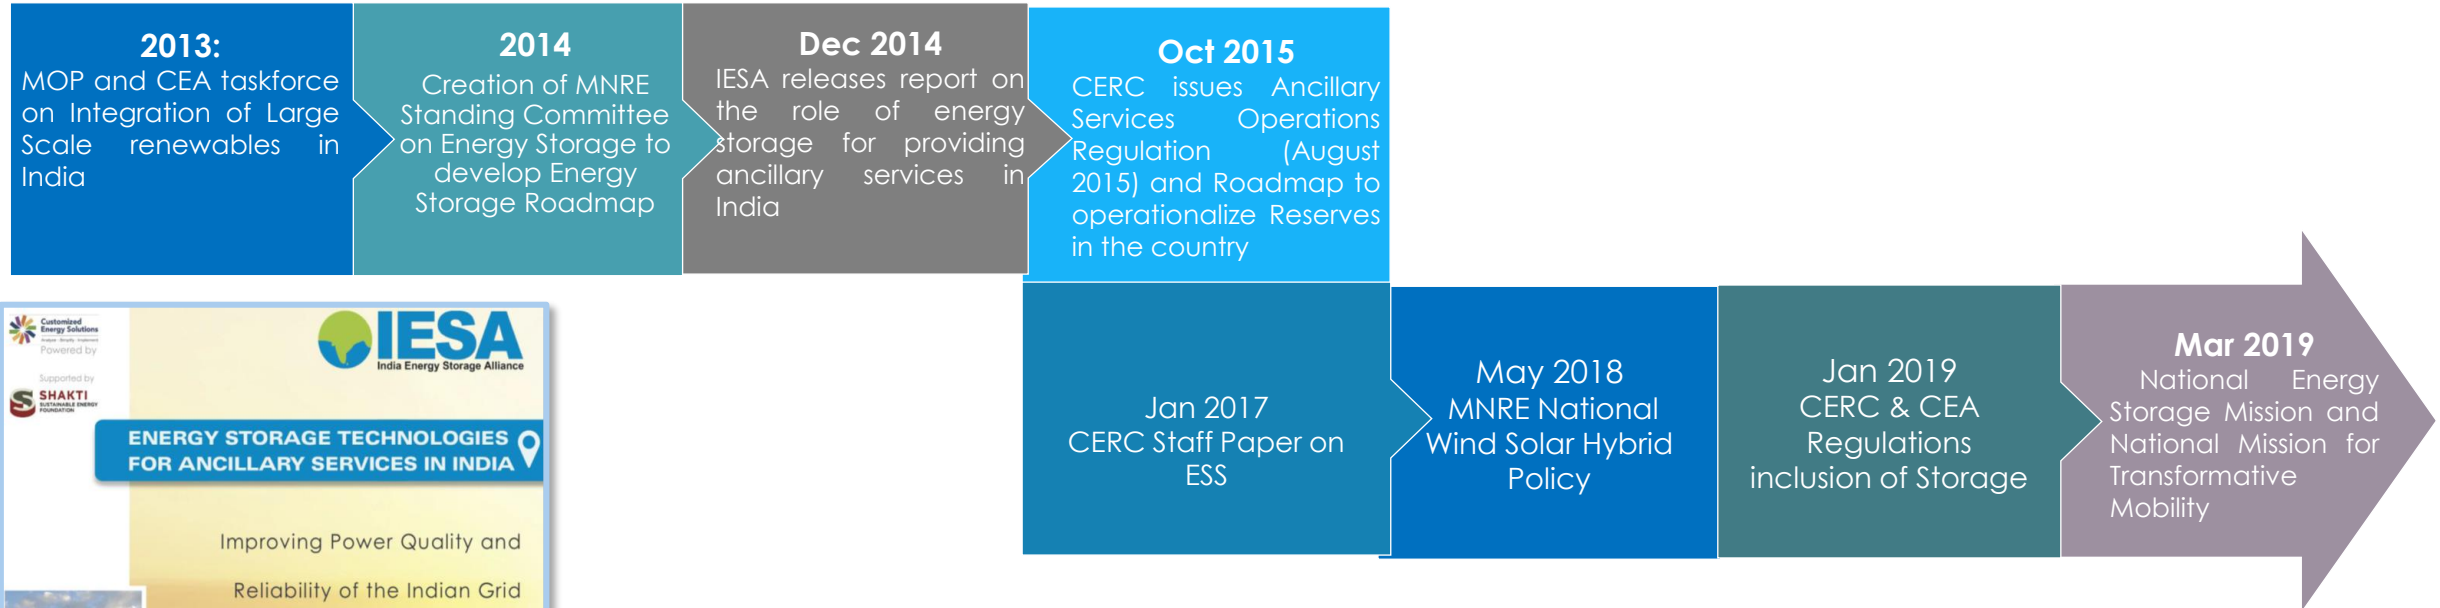 2013:
MOP and CEA taskforce
on Integration of Large
Scale renewables in
India
2014
Creation of MNRE
Standing Committee
on Energy Storage to
develop Energy
Storage Roadmap
Dec 2014
IESA releases report on
the role of energy
storage for providing
ancillary services in
India
Oct 2015
CERC issues Ancillary
Services Operations
Regulation (August
2015) and Roadmap to
operationalize Reserves
in the country
Jan 2017
CERC Staff Paper on
ESS
May 2018
MNRE National
Wind Solar Hybrid
Policy
Jan 2019
CERC & CEA
Regulations
inclusion of Storage
Mar 2019
National Energy
Storage Mission and
National Mission for
Transformative
Mobility
Customized
Energy Solutions
Analyze · Simplify · Implement
Powered by
Supported by
SHAKTI
SUSTAINABLE ENERGY
FOUNDATION
IESA
India Energy Storage Alliance
ENERGY STORAGE TECHNOLOGIES
FOR ANCILLARY SERVICES IN INDIA
Improving Power Quality and
Reliability of the Indian Grid